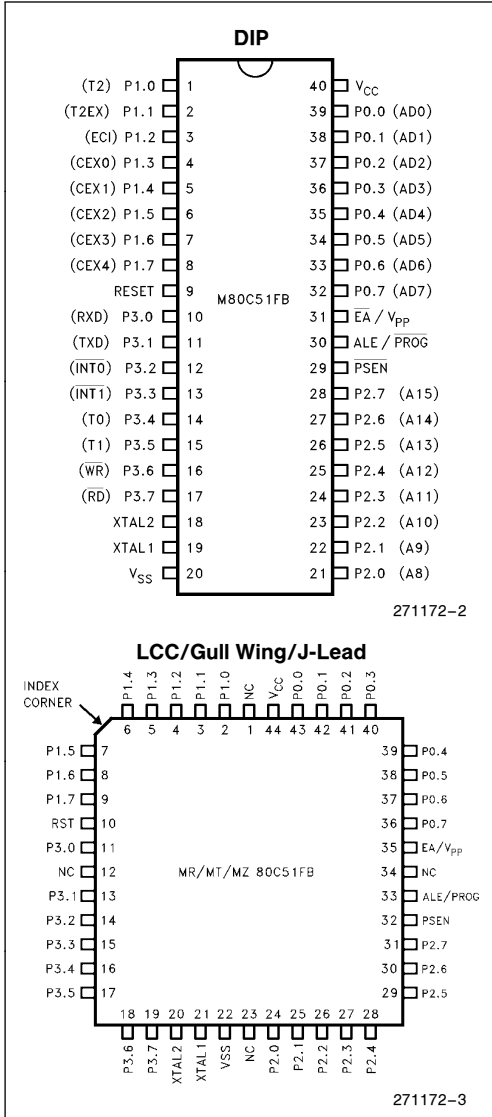 DIP
(T2) P1.0 1 40 VCC
(T2EX) P1.1 2 39 P0.0 (AD0)
(ECI) P1.2 3 38 P0.1 (AD1)
(CEX0) P1.3 4 37 P0.2 (AD2)
(CEX1) P1.4 5 36 P0.3 (AD3)
(CEX2) P1.5 6 35 P0.4 (AD4)
(CEX3) P1.6 7 34 P0.5 (AD5)
(CEX4) P1.7 8 33 P0.6 (AD6)
RESET 9 32 P0.7 (AD7)
M80C51FB
(RXD) P3.0 10 31 EA / VPP
(TXD) P3.1 11 30 ALE / PROG
(INT0) P3.2 12 29 PSEN
(INT1) P3.3 13 28 P2.7 (A15)
(T0) P3.4 14 27 P2.6 (A14)
(T1) P3.5 15 26 P2.5 (A13)
(WR) P3.6 16 25 P2.4 (A12)
(RD) P3.7 17 24 P2.3 (A11)
XTAL2 18 23 P2.2 (A10)
XTAL1 19 22 P2.1 (A9)
VSS 20 21 P2.0 (A8)
271172-2
LCC/Gull Wing/J-Lead
INDEX
CORNER
P1.4 P1.3 P1.2 P1.1 P1.0 NC VCC P0.0 P0.1 P0.2 P0.3
6 5 4 3 2 1 44 43 42 41 40
P1.5 7 39 P0.4
P1.6 8 38 P0.5
P1.7 9 37 P0.6
RST 10 36 P0.7
P3.0 11 35 EA/VPP
NC 12 MR/MT/MZ 80C51FB 34 NC
P3.1 13 33 ALE/PROG
P3.2 14 32 PSEN
P3.3 15 31 P2.7
P3.4 16 30 P2.6
P3.5 17 29 P2.5
18 19 20 21 22 23 24 25 26 27 28
P3.6 P3.7 XTAL2 XTAL1 VSS NC P2.0 P2.1 P2.2 P2.3 P2.4
271172-3